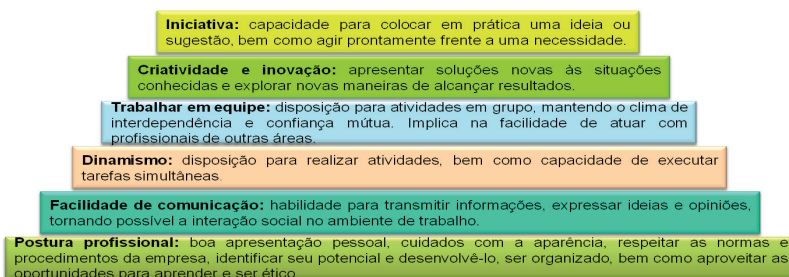 Iniciativa: capacidade para colocar em prática uma ideia ou
sugestão, bem como agir prontamente frente a uma necessidade.
Criatividade e inovação: apresentar soluções novas às situações
conhecidas e explorar novas maneiras de alcançar resultados.
Trabalhar em equipe: disposição para atividades em grupo, mantendo o clima de
interdependência e confiança mútua. Implica na facilidade de atuar com
profissionais de outras áreas.
Dinamismo: disposição para realizar atividades, bem como capacidade de executar
tarefas simultâneas.
Facilidade de comunicação: habilidade para transmitir informações, expressar ideias e opiniões,
tornando possível a interação social no ambiente de trabalho.
Postura profissional: boa apresentação pessoal, cuidados com a aparência, respeitar as normas e
procedimentos da empresa, identificar seu potencial e desenvolvê-lo, ser organizado, bem como aproveitar as
oportunidades para aprender e ser ético